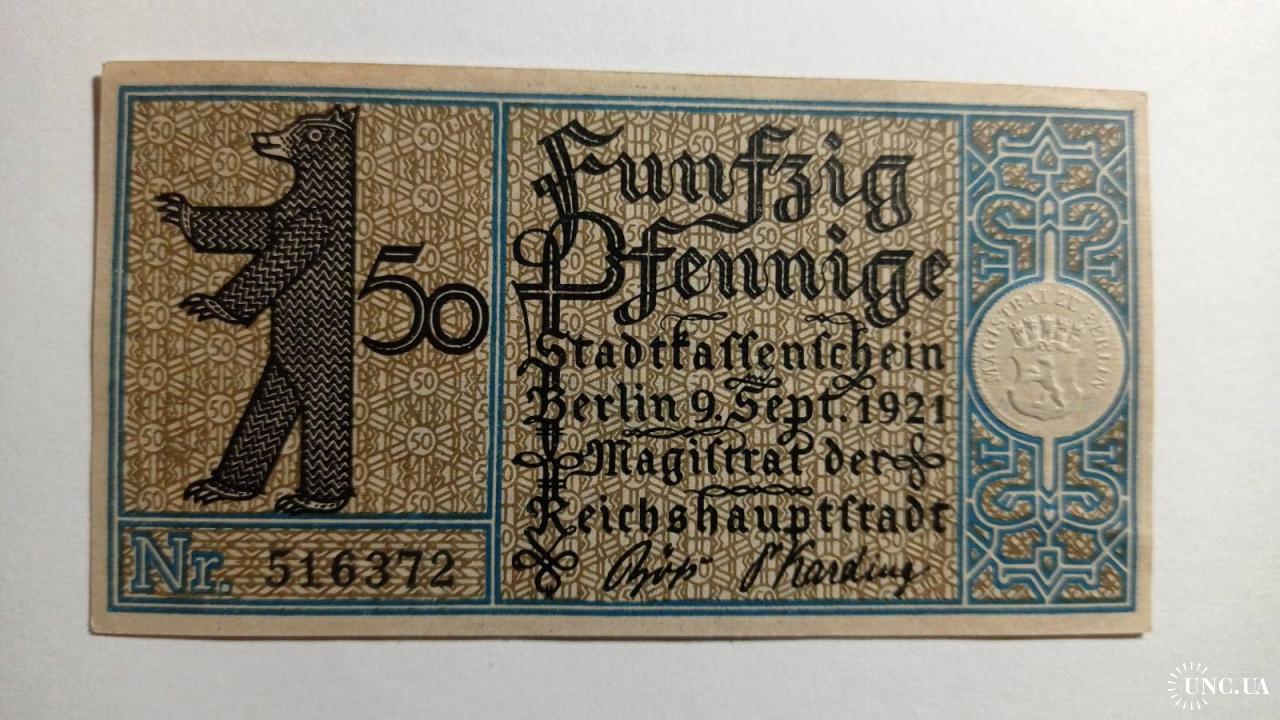 50
Nr. 516372
Funfzig
Pfennige
Stadtkaſſenſchein
Berlin 9. Sept. 1921
Magiſtrat der
Reichshauptſtadt
MAGISTRAT ZU BERLIN
UNC.UA